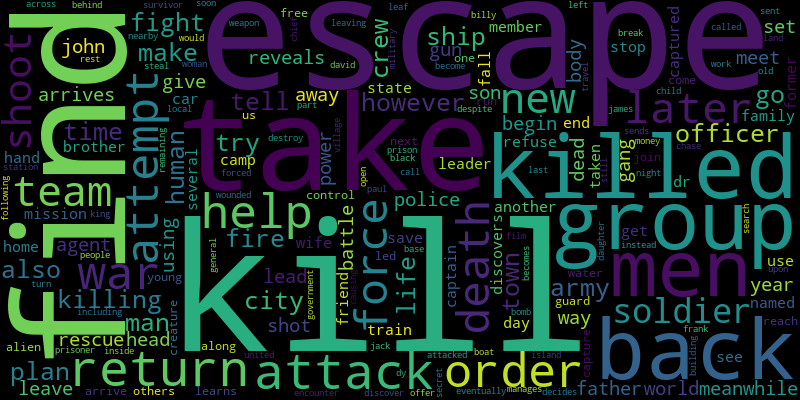 escape
find
shoot
fight
survivor
across
behind
soon
weapon
would
rest
nearby
steal
woman
leaving
leaf
billy
chief
military
david
become
free
crew
ship
gun
member
one
fall
john
make
reveals
state
son
run
despite
left
sent
called
free
set
stop
body
captured
break
meet
work
old
land
travel
child
former
come
james
go
family
new
later
officer
arrives
give
car
local
away
us
part
however
tell
take
time
brother
try
several
destroy
camp
forced
power
village
next
prison
black
call
leader
begin
refuse
end
dead
taken
gang
dr
join
money
still
night
chase
sends
killed
hand
station
attempt
remaining
human
team
following
mission
king
wounded
control
open
paul
police
another
last
group
search
daughter
get
instead
help
force
death
life
save
home
agent
people
using
fire
wife
battle
friend
led
base
captain
discovers
town
film
becomes
men
use
upon
water
also
war
turn
young
kill
general
government
lead
city
shot
causing
train
day
bomb
army
guard
way
soldier
year
named
reach
killing
including
man
creature
rescue
head
alien
prisoner
inside
along
jack
attacked
boat
island
capture
frank
building
see
back
plan
return
attack
order
leave
arrive
others
learns
united
encounter
dy
discover
secret
offer
eventually
manages
decides
father
world
meanwhile